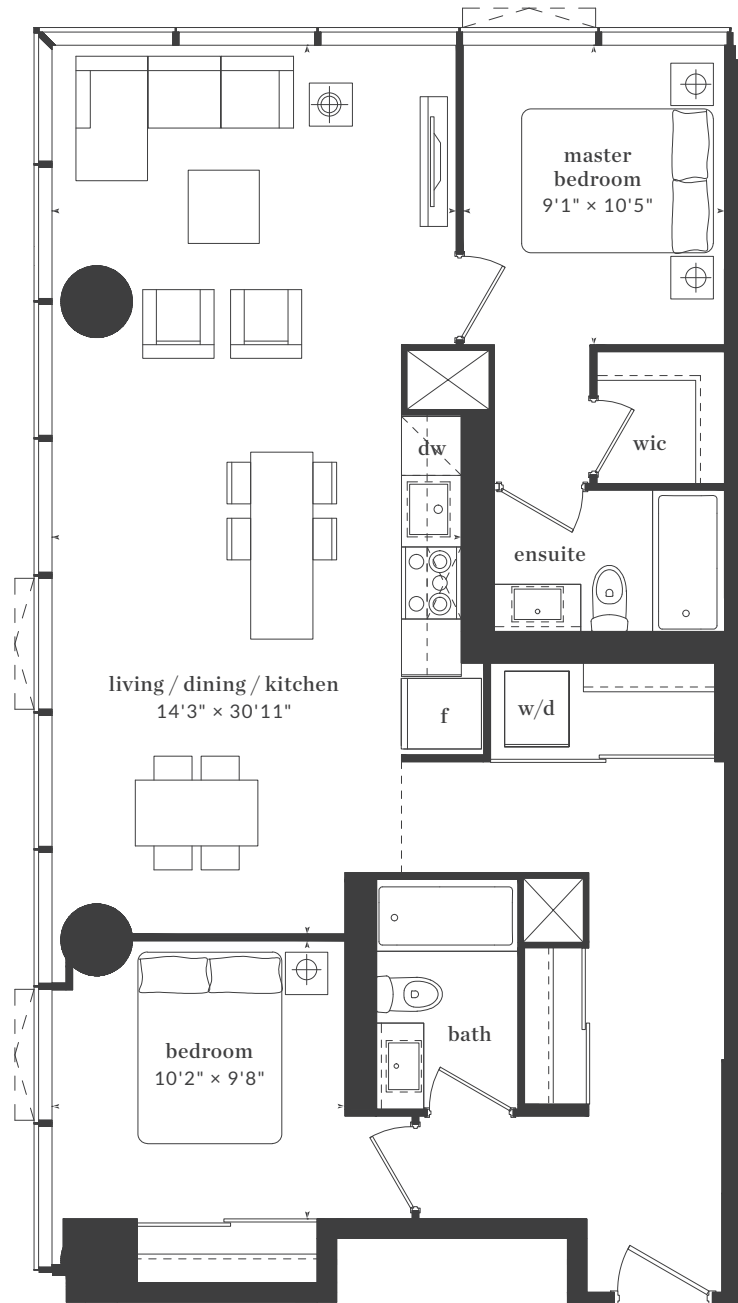 master
bedroom
9'1" × 10'5"
dw
wic
ensuite
living / dining / kitchen
14'3" × 30'11"
f
w/d
bath
bedroom
10'2" × 9'8"